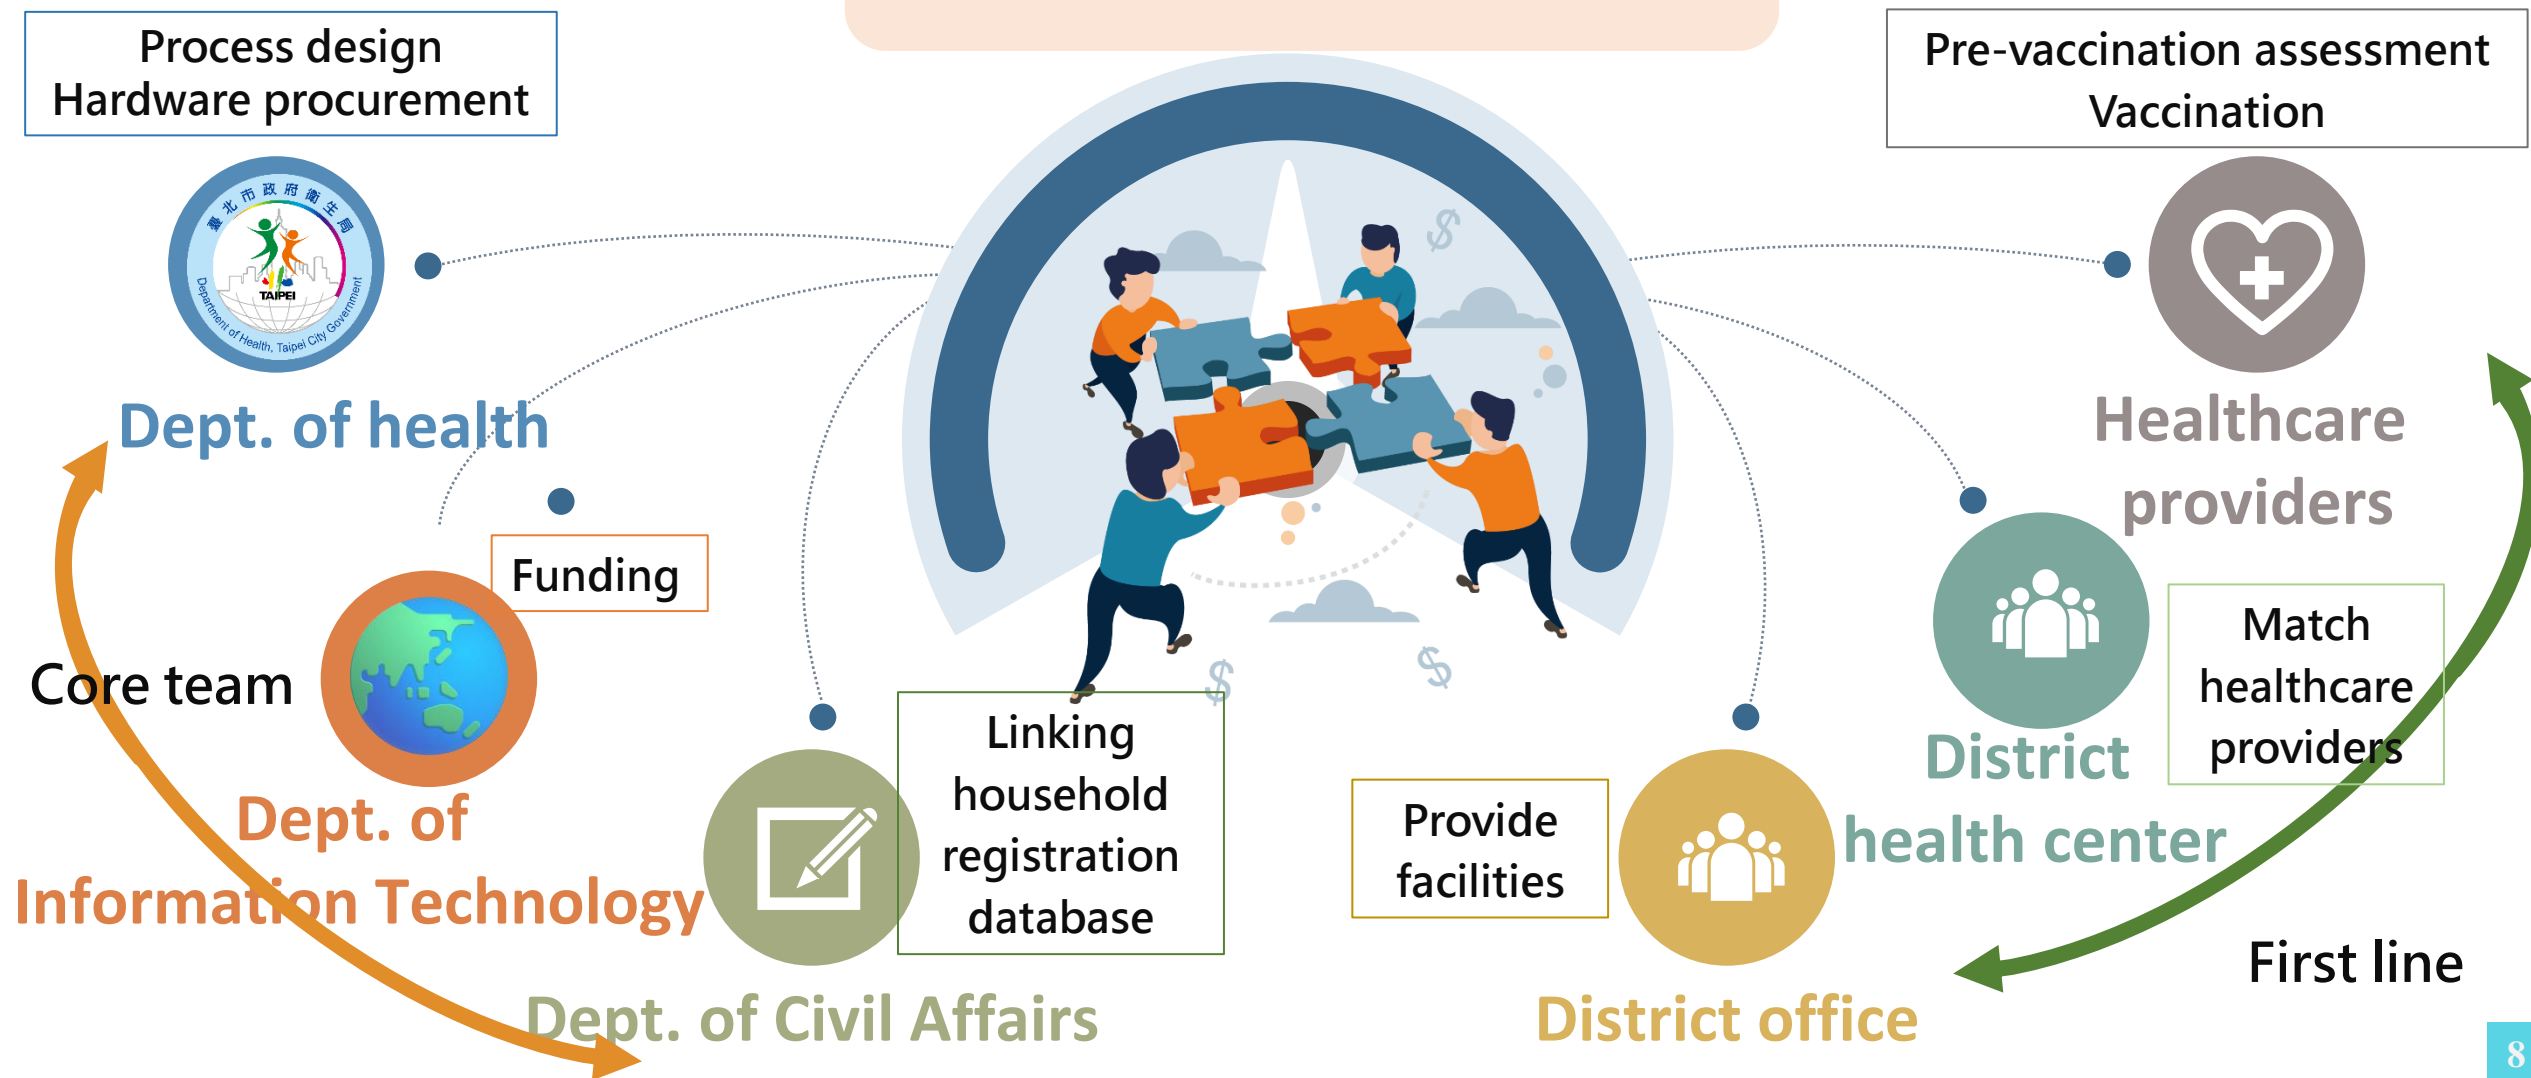 Process design
Hardware procurement
臺北市政府衛生局
TAIPEI
Department of Health, Taipei City Government
Dept. of health
Core team
Funding
Dept. of
Information Technology
Linking
household
registration
database
Dept. of Civil Affairs
$
$
$
Pre-vaccination assessment
Vaccination
Healthcare
providers
Match
healthcare
providers
District
health center
Provide
facilities
District office
First line
8